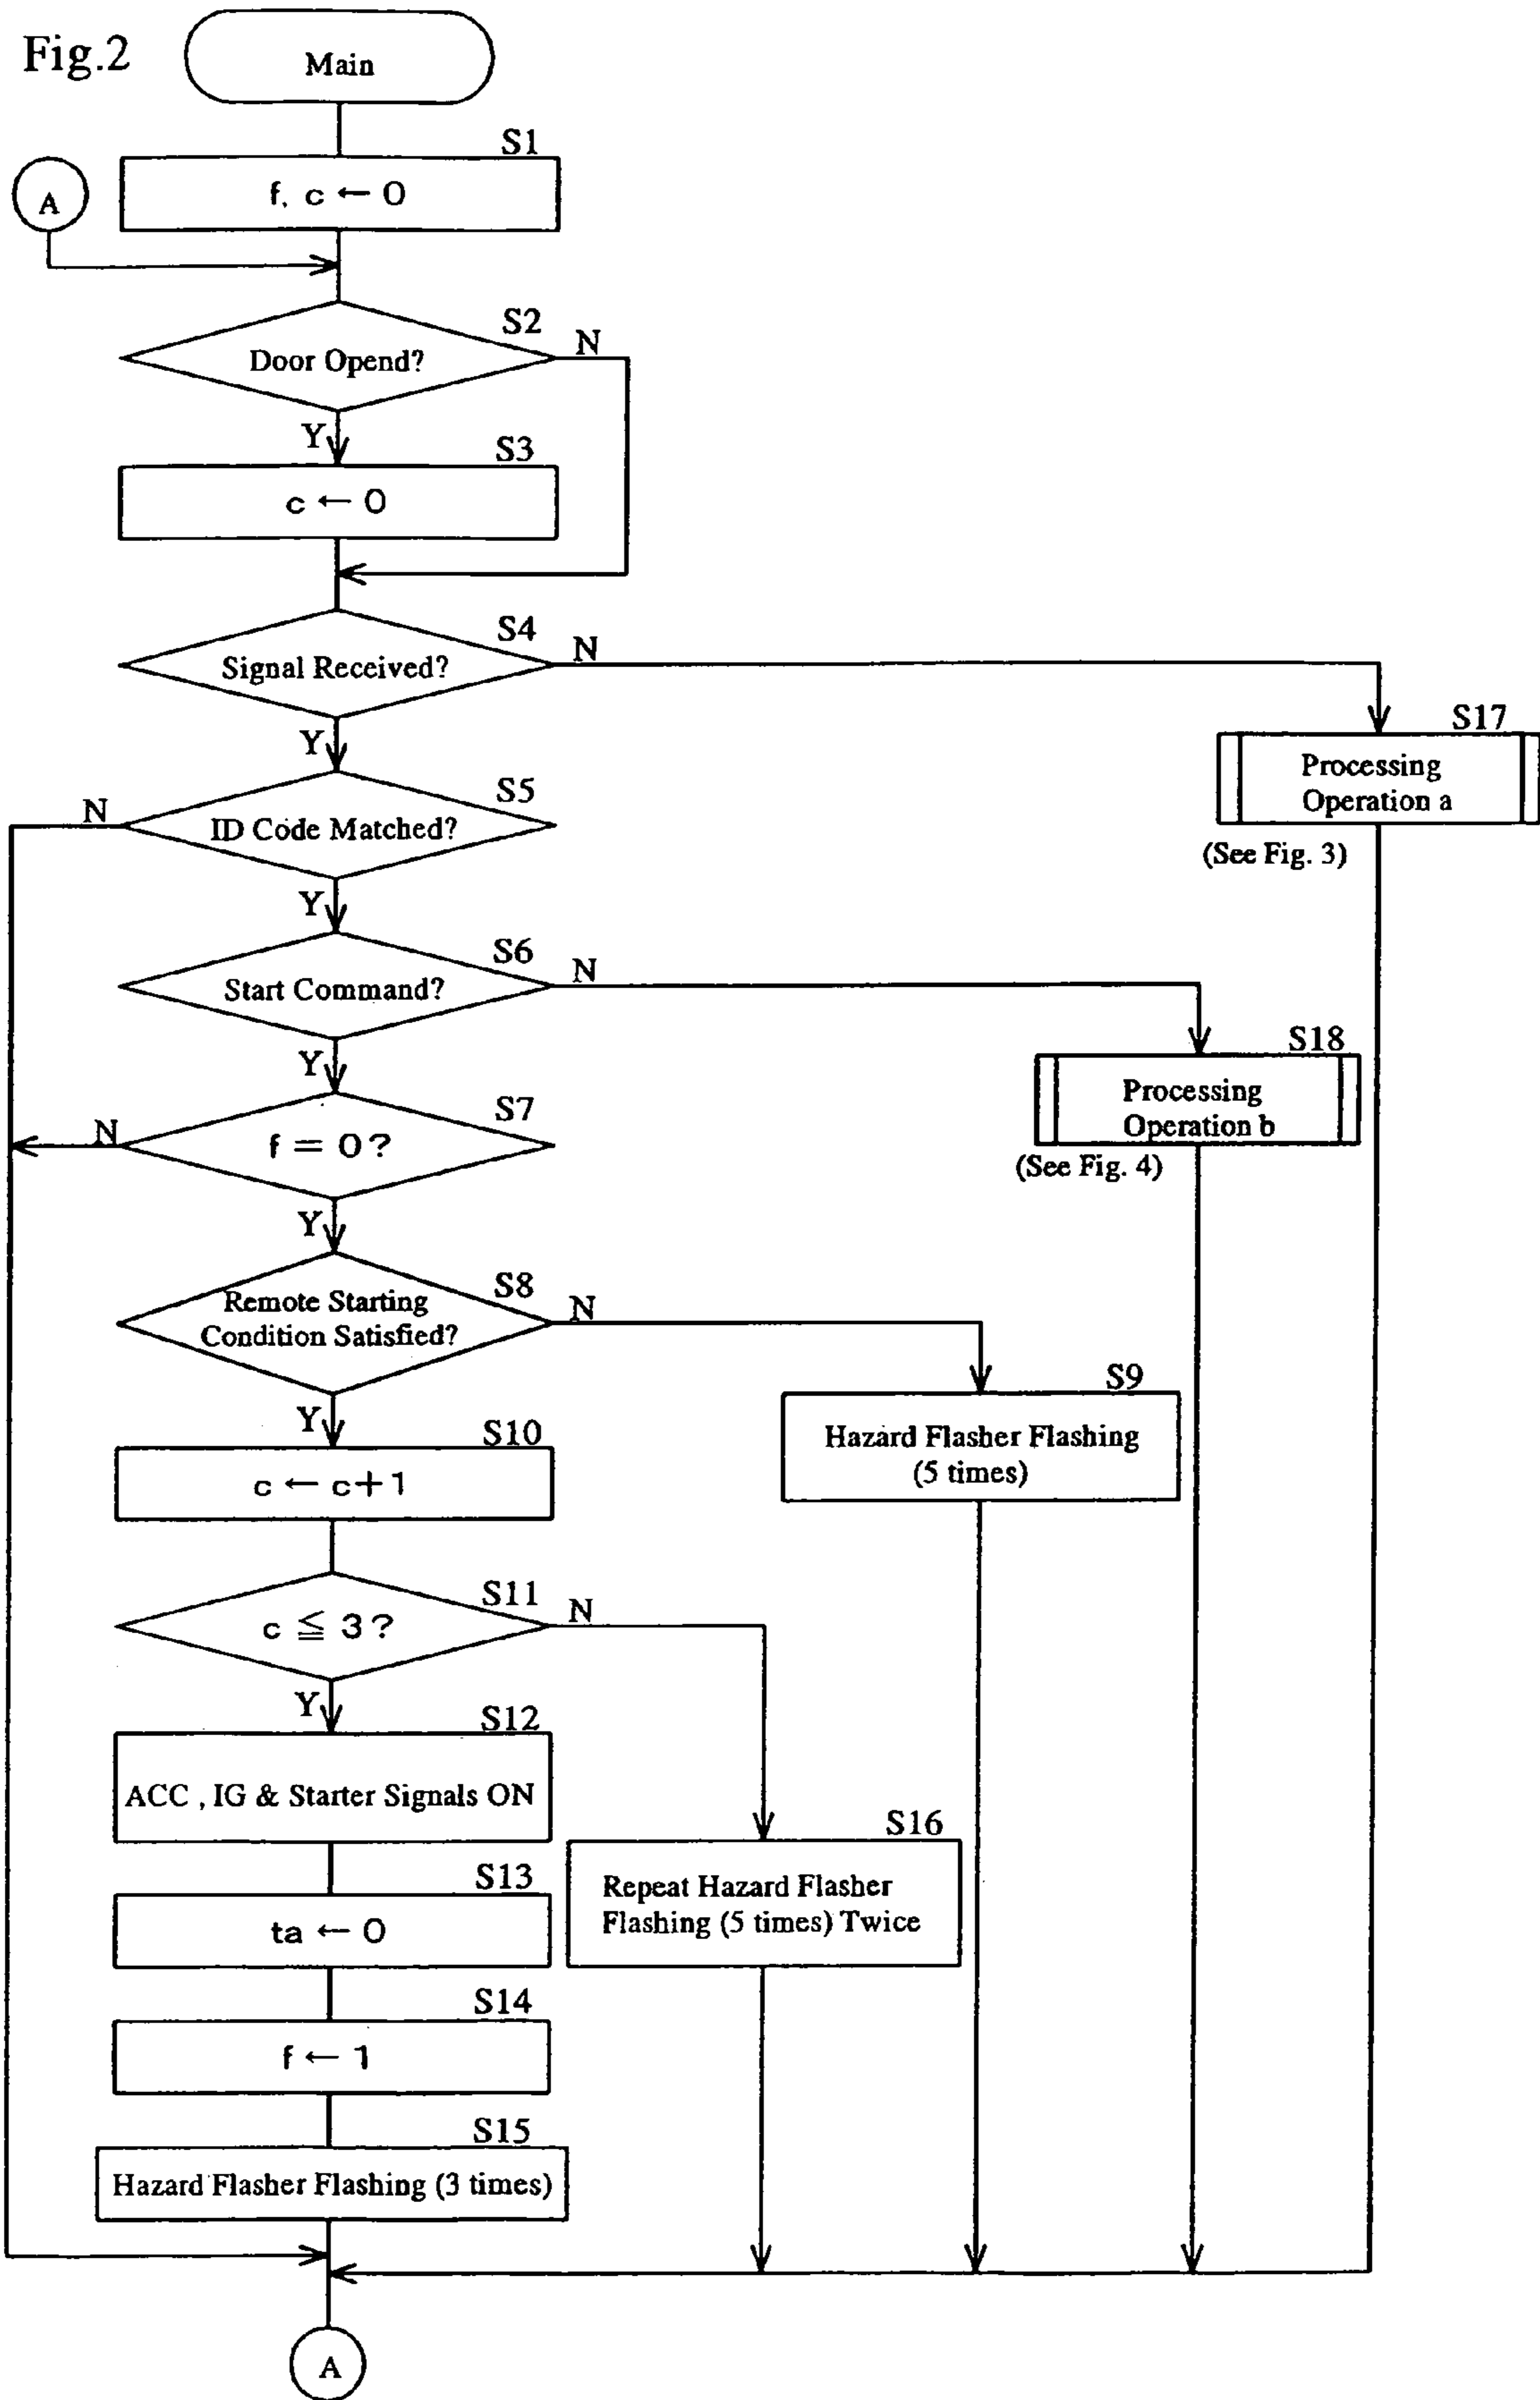 Fig.2
Main
S1
A
f, c ← 0
S2
Door Opend?
N
Y
S3
c ← 0
S4
Signal Received?
N
Y
S17
Processing
Operation a
(See Fig. 3)
S5
N
ID Code Matched?
Y
S6
Start Command?
N
Y
S18
Processing
Operation b
(See Fig. 4)
S7
N
f = 0?
Y
S8
Remote Starting
Condition Satisfied?
N
Y
S9
Hazard Flasher Flashing
(5 times)
S10
c ← c+1
S11
c ≦ 3?
N
Y
S12
ACC , IG & Starter Signals ON
S16
Repeat Hazard Flasher
Flashing (5 times) Twice
S13
ta ← 0
S14
f ← 1
S15
Hazard Flasher Flashing (3 times)
A